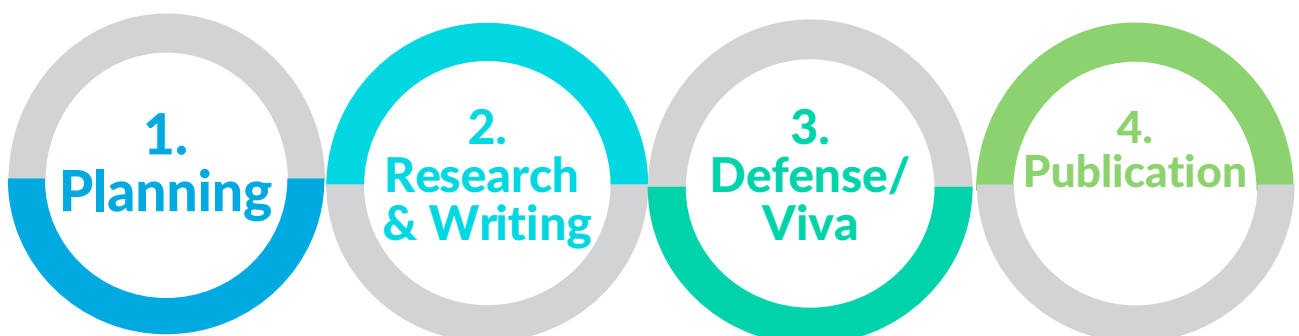 1.
Planning
2.
Research
& Writing
3.
Defense/
Viva
4.
Publication